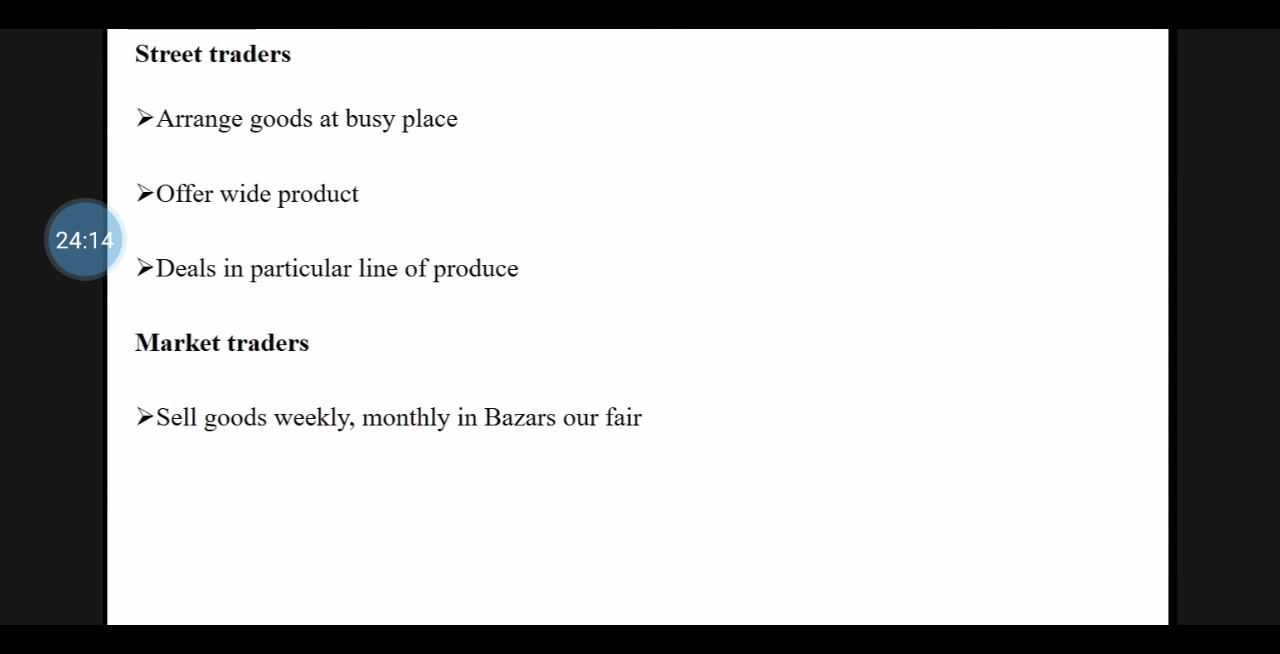 Street traders
➢Arrange goods at busy place
➢Offer wide product
24:14
➢Deals in particular line of produce
Market traders
➢Sell goods weekly, monthly in Bazars our fair